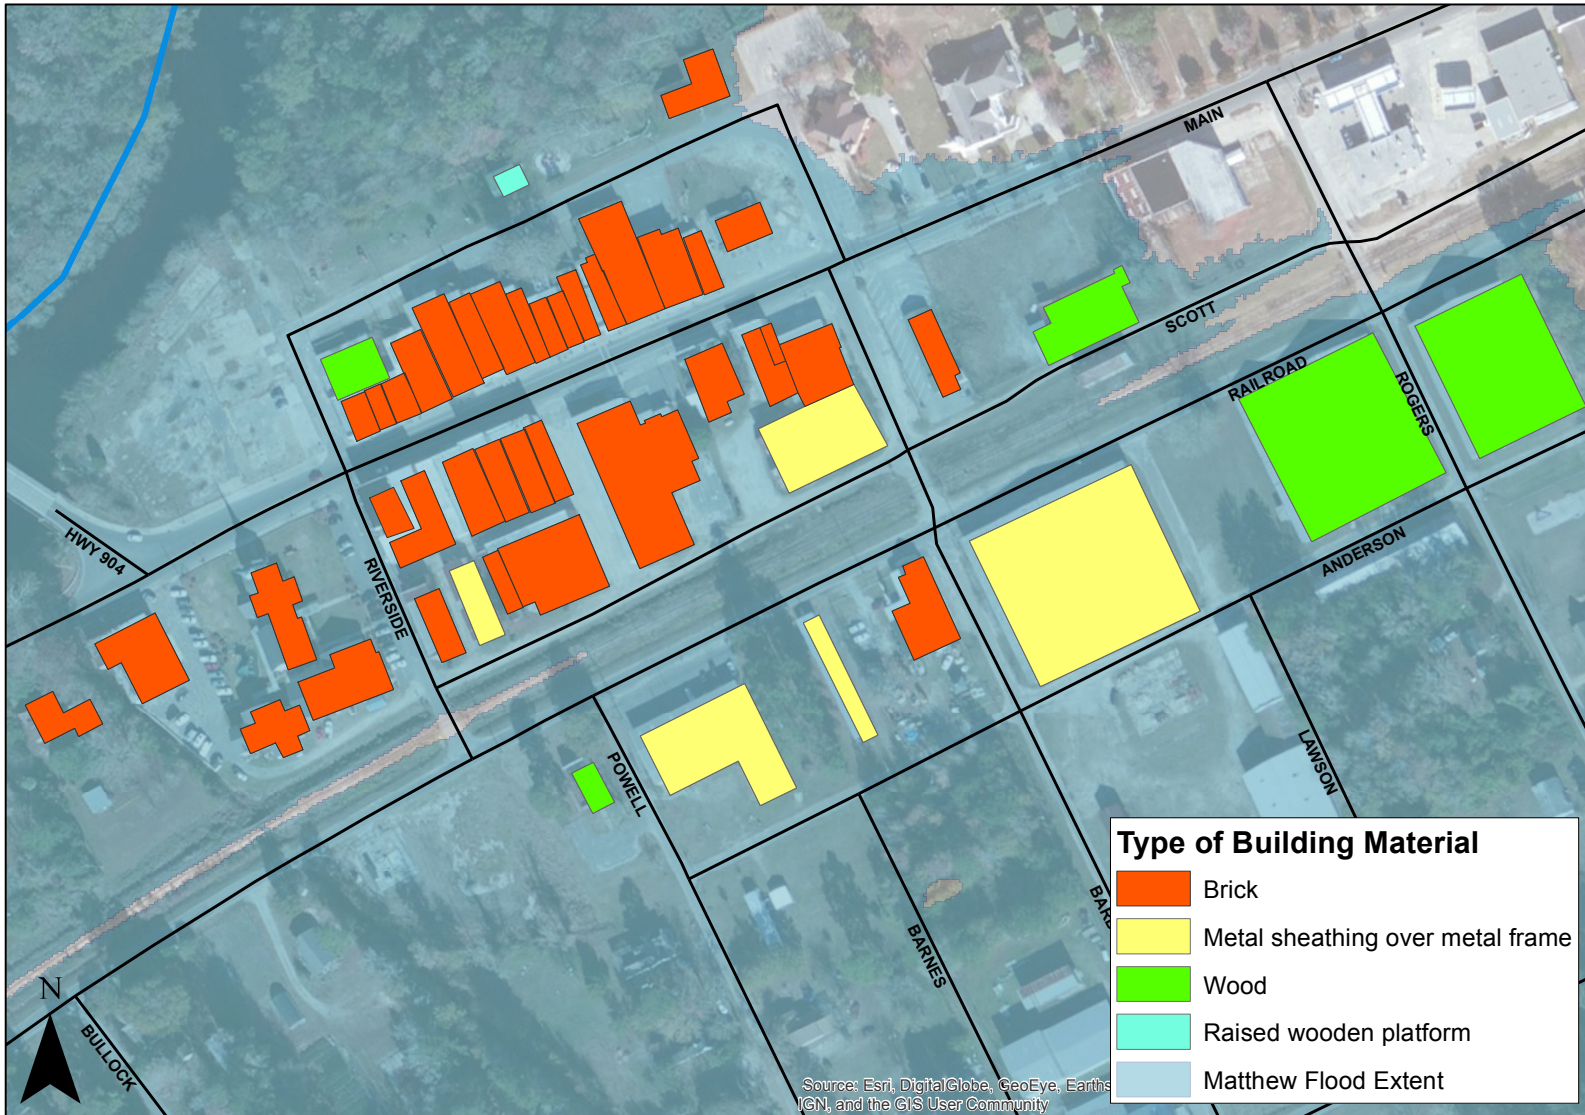 MAIN
SCOTT
RAILROAD
ROGERS
HWY 904
RIVERSIDE
ANDERSON
POWELL
LAWSON
BARNES
BULLOCK
N
Type of Building Material
Brick
Metal sheathing over metal frame
Wood
Raised wooden platform
Matthew Flood Extent
Source: Esri, DigitalGlobe, GeoEye, Earths
IGN, and the GIS User Community